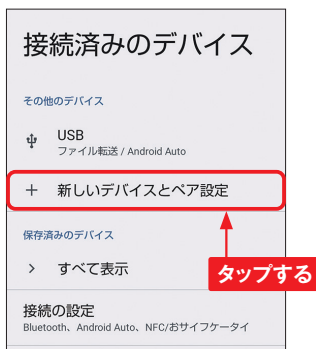 接続済みのデバイス
その他のデバイス
USB
ファイル転送 / Android Auto
+ 新しいデバイスとペア設定
保存済みのデバイス
> すべて表示
タップする
接続の設定
Bluetooth、Android Auto、NFC/おサイフケータイ